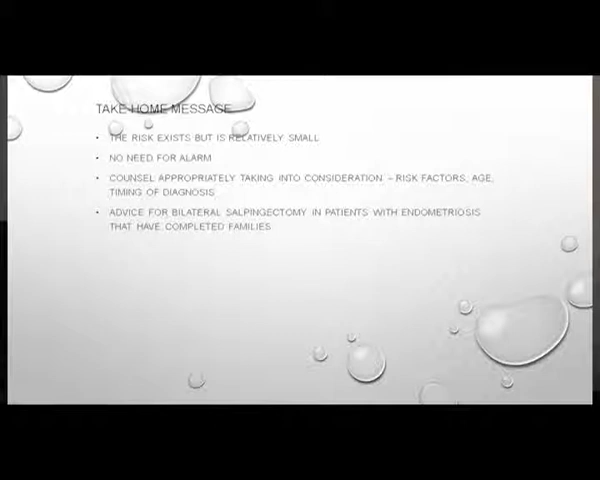 TAKE HOME MESSAGE
• THE RISK EXISTS BUT IS RELATIVELY SMALL
• NO NEED FOR ALARM
• COUNSEL APPROPRIATELY TAKING INTO CONSIDERATION – RISK FACTORS, AGE,
TIMING OF DIAGNOSIS
• ADVICE FOR BILATERAL SALPINGECTOMY IN PATIENTS WITH ENDOMETRIOSIS
THAT HAVE COMPLETED FAMILIES